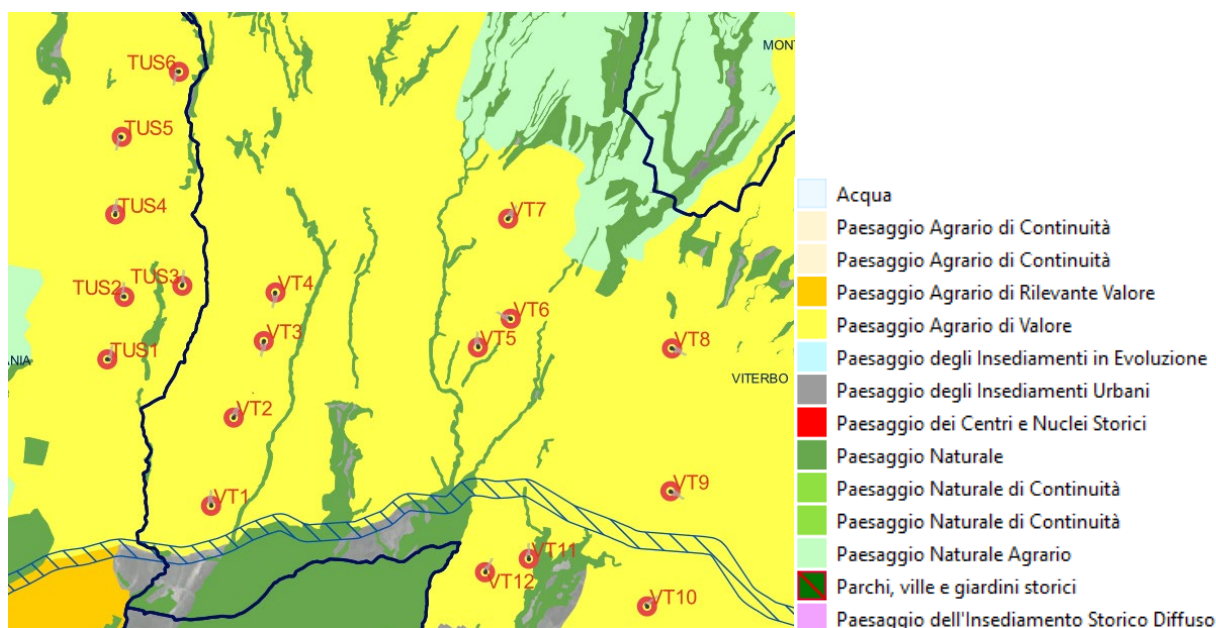 MONT
TUS6
TUS5
TUS4
VT7
TUS3
TUS2
VT4
VT6
VT3
VT5
VT8
TUS1
ANIA
VITERBO
VT2
VT9
VT1
VT11
VT12
VT10
Acqua
Paesaggio Agrario di Continuità
Paesaggio Agrario di Continuità
Paesaggio Agrario di Rilevante Valore
Paesaggio Agrario di Valore
Paesaggio degli Insediamenti in Evoluzione
Paesaggio degli Insediamenti Urbani
Paesaggio dei Centri e Nuclei Storici
Paesaggio Naturale
Paesaggio Naturale di Continuità
Paesaggio Naturale di Continuità
Paesaggio Naturale Agrario
Parchi, ville e giardini storici
Paesaggio dell'Insediamento Storico Diffuso